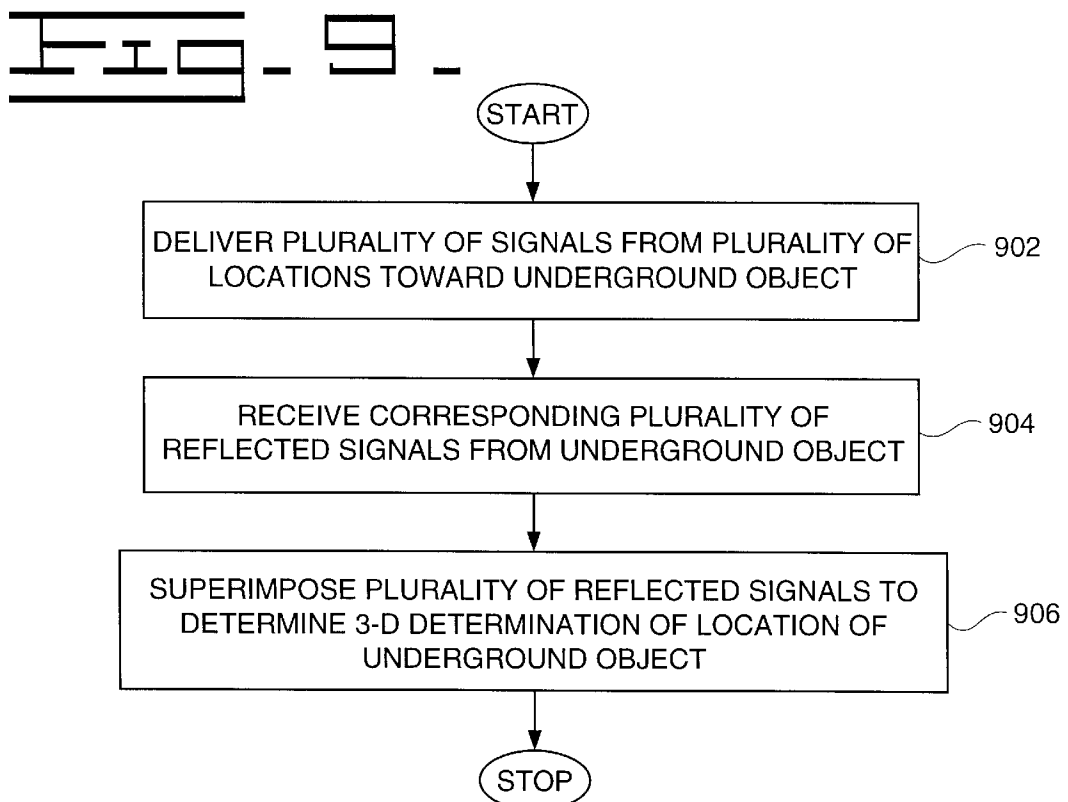 Fig. 9.
START
DELIVER PLURALITY OF SIGNALS FROM PLURALITY OF
LOCATIONS TOWARD UNDERGROUND OBJECT
902
RECEIVE CORRESPONDING PLURALITY OF
REFLECTED SIGNALS FROM UNDERGROUND OBJECT
904
SUPERIMPOSE PLURALITY OF REFLECTED SIGNALS TO
DETERMINE 3-D DETERMINATION OF LOCATION OF
UNDERGROUND OBJECT
906
STOP